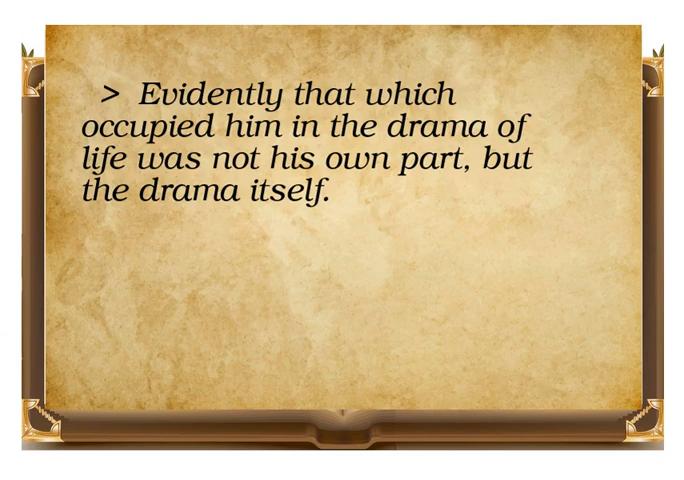 > Evidently that which
occupied him in the drama of
life was not his own part, but
the drama itself.